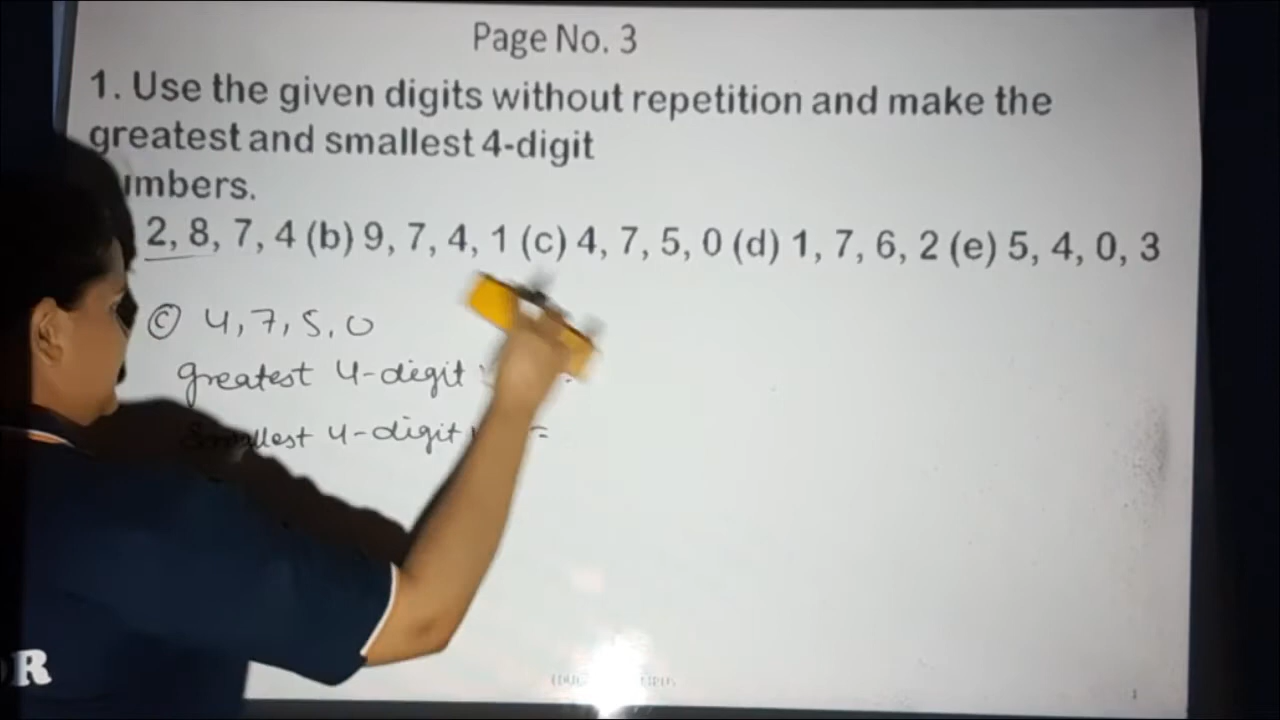 Page No. 3
1. Use the given digits without repetition and make the
greatest and smallest 4-digit
umbers.
2, 8, 7, 4 (b) 9, 7, 4, 1 (c) 4, 7, 5, 0 (d) 1, 7, 6, 2 (e) 5, 4, 0, 3
(c) 4, 7, 5, 0
greatest 4-digit
Smallest 4-digit =
R
1